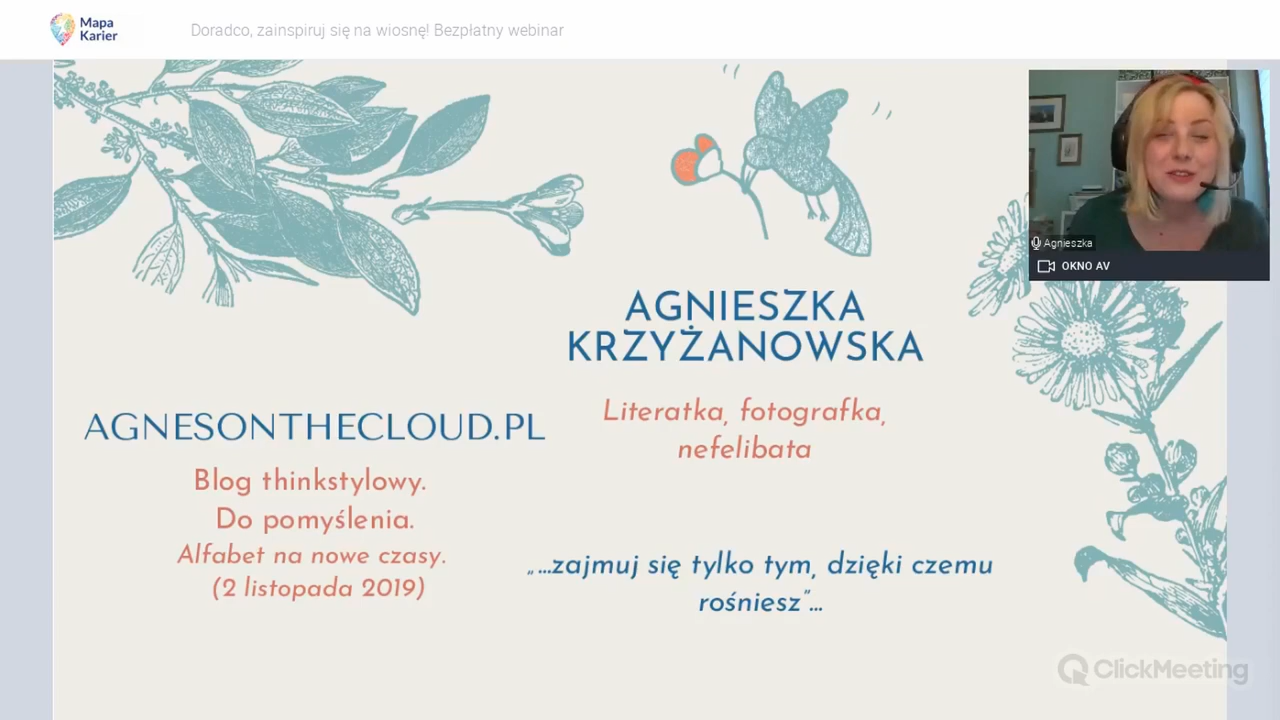 Mapa
Karier
Doradco, zainspiruj się na wiosnę! Bezpłatny webinar
Agnieszka
OKNO AV
AGNIESZKA
KRZYŻANOWSKA
Literatka, fotografka,
nefelibata
AGNESONTHECLOUD.PL
Blog thinkstylowy.
Do pomyślenia.
Alfabet na nowe czasy.
(2 listopada 2019)
„...zajmuj się tylko tym, dzięki czemu
rośniesz”...
ClickMeeting